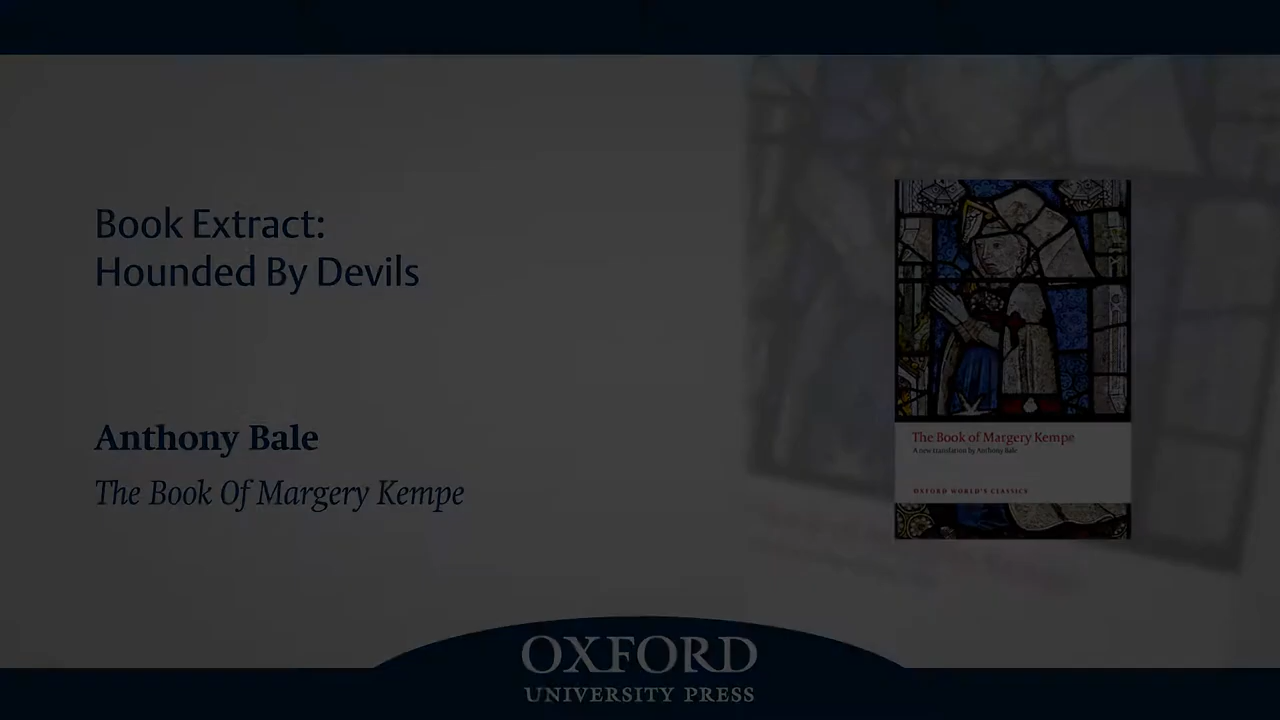 Book Extract:
Hounded By Devils
Anthony Bale
The Book Of Margery Kempe
The Book of Margery Kempe
A new translation by Anthony Bale
OXFORD WORLD'S CLASSICS
OXFORD
UNIVERSITY PRESS